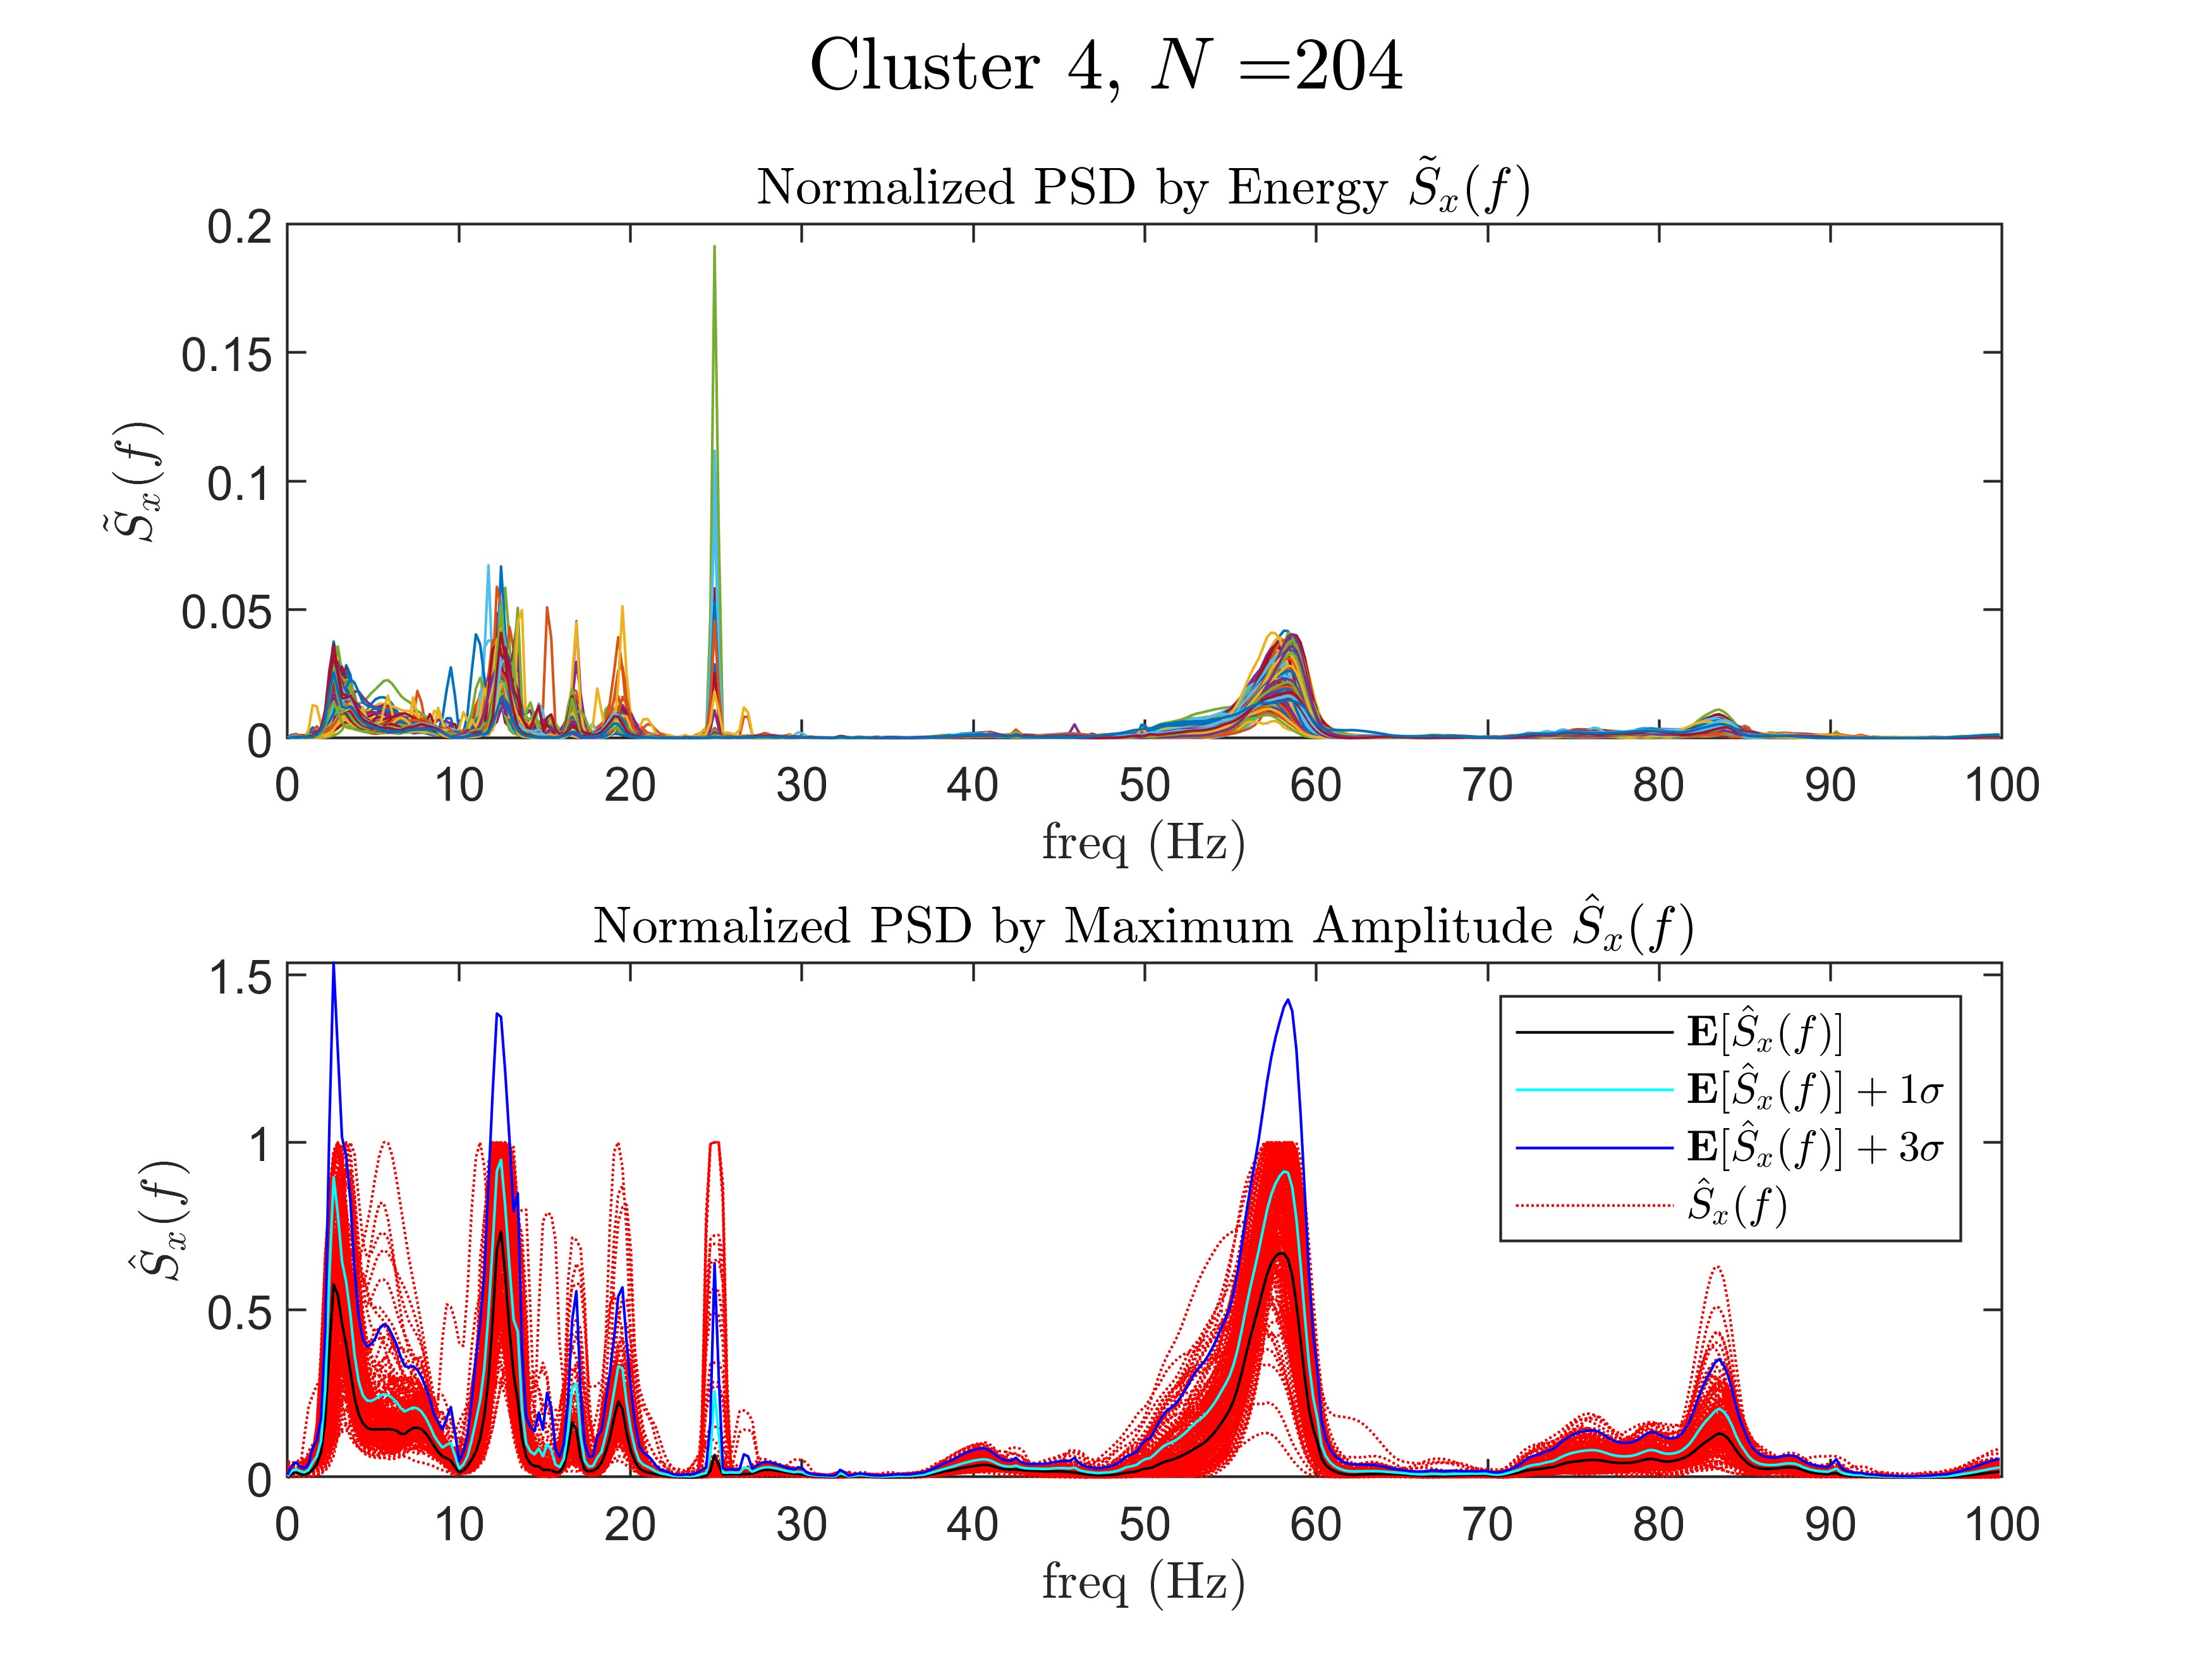 Cluster 4, N =204
Normalized PSD by Energy S̃ₓ(f)
0.2
0.15
0.1
0.05
0
S̃ₓ(f)
0 10 20 30 40 50 60 70 80 90 100
freq (Hz)
Normalized PSD by Maximum Amplitude Ŝₓ(f)
1.5
1
0.5
0
Ŝₓ(f)
E[Ŝₓ(f)]
E[Ŝₓ(f)] + 1σ
E[Ŝₓ(f)] + 3σ
Ŝₓ(f)
0 10 20 30 40 50 60 70 80 90 100
freq (Hz)